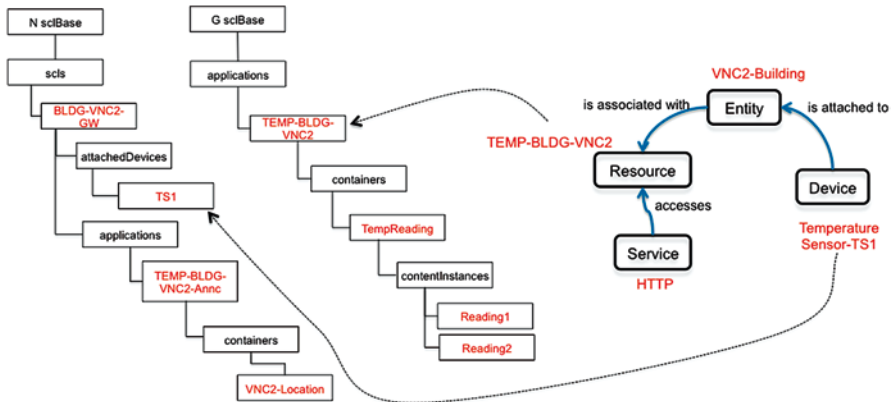 N sclBase
scls
BLDG-VNC2-
GW
attachedDevices
TS1
applications
TEMP-BLDG-
VNC2-Annc
containers
VNC2-Location
G sclBase
applications
TEMP-BLDG-
VNC2
containers
TempReading
contentInstances
Reading1
Reading2
VNC2-Building
is associated with
Entity
is attached to
TEMP-BLDG-VNC2
Resource
Device
accesses
Temperature
Sensor-TS1
Service
HTTP